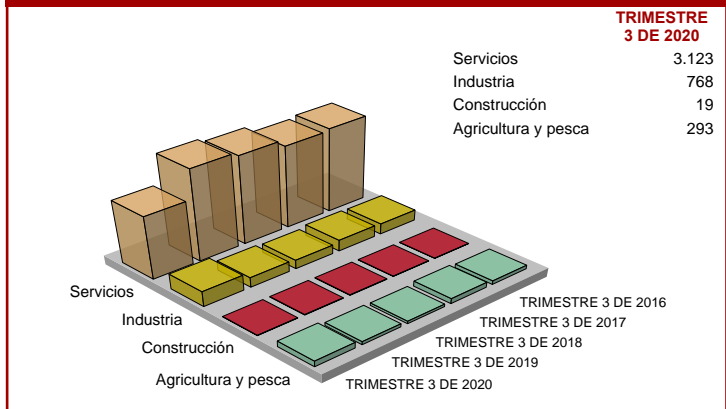 TRIMESTRE
3 DE 2020
Servicios 3.123
Industria 768
Construcción 19
Agricultura y pesca 293
Servicios
Industria
Construcción
Agricultura y pesca
TRIMESTRE 3 DE 2016
TRIMESTRE 3 DE 2017
TRIMESTRE 3 DE 2018
TRIMESTRE 3 DE 2019
TRIMESTRE 3 DE 2020